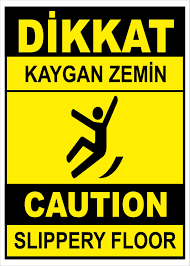 DİKKAT
KAYGAN ZEMİN
CAUTION
SLIPPERY FLOOR